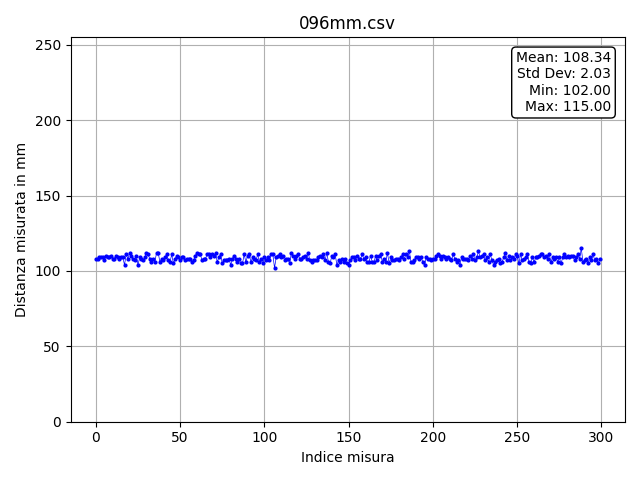 096mm.csv
250
200
150
100
50
0
Distanza misurata in mm
Mean: 108.34
Std Dev: 2.03
Min: 102.00
Max: 115.00
0 50 100 150 200 250 300
Indice misura